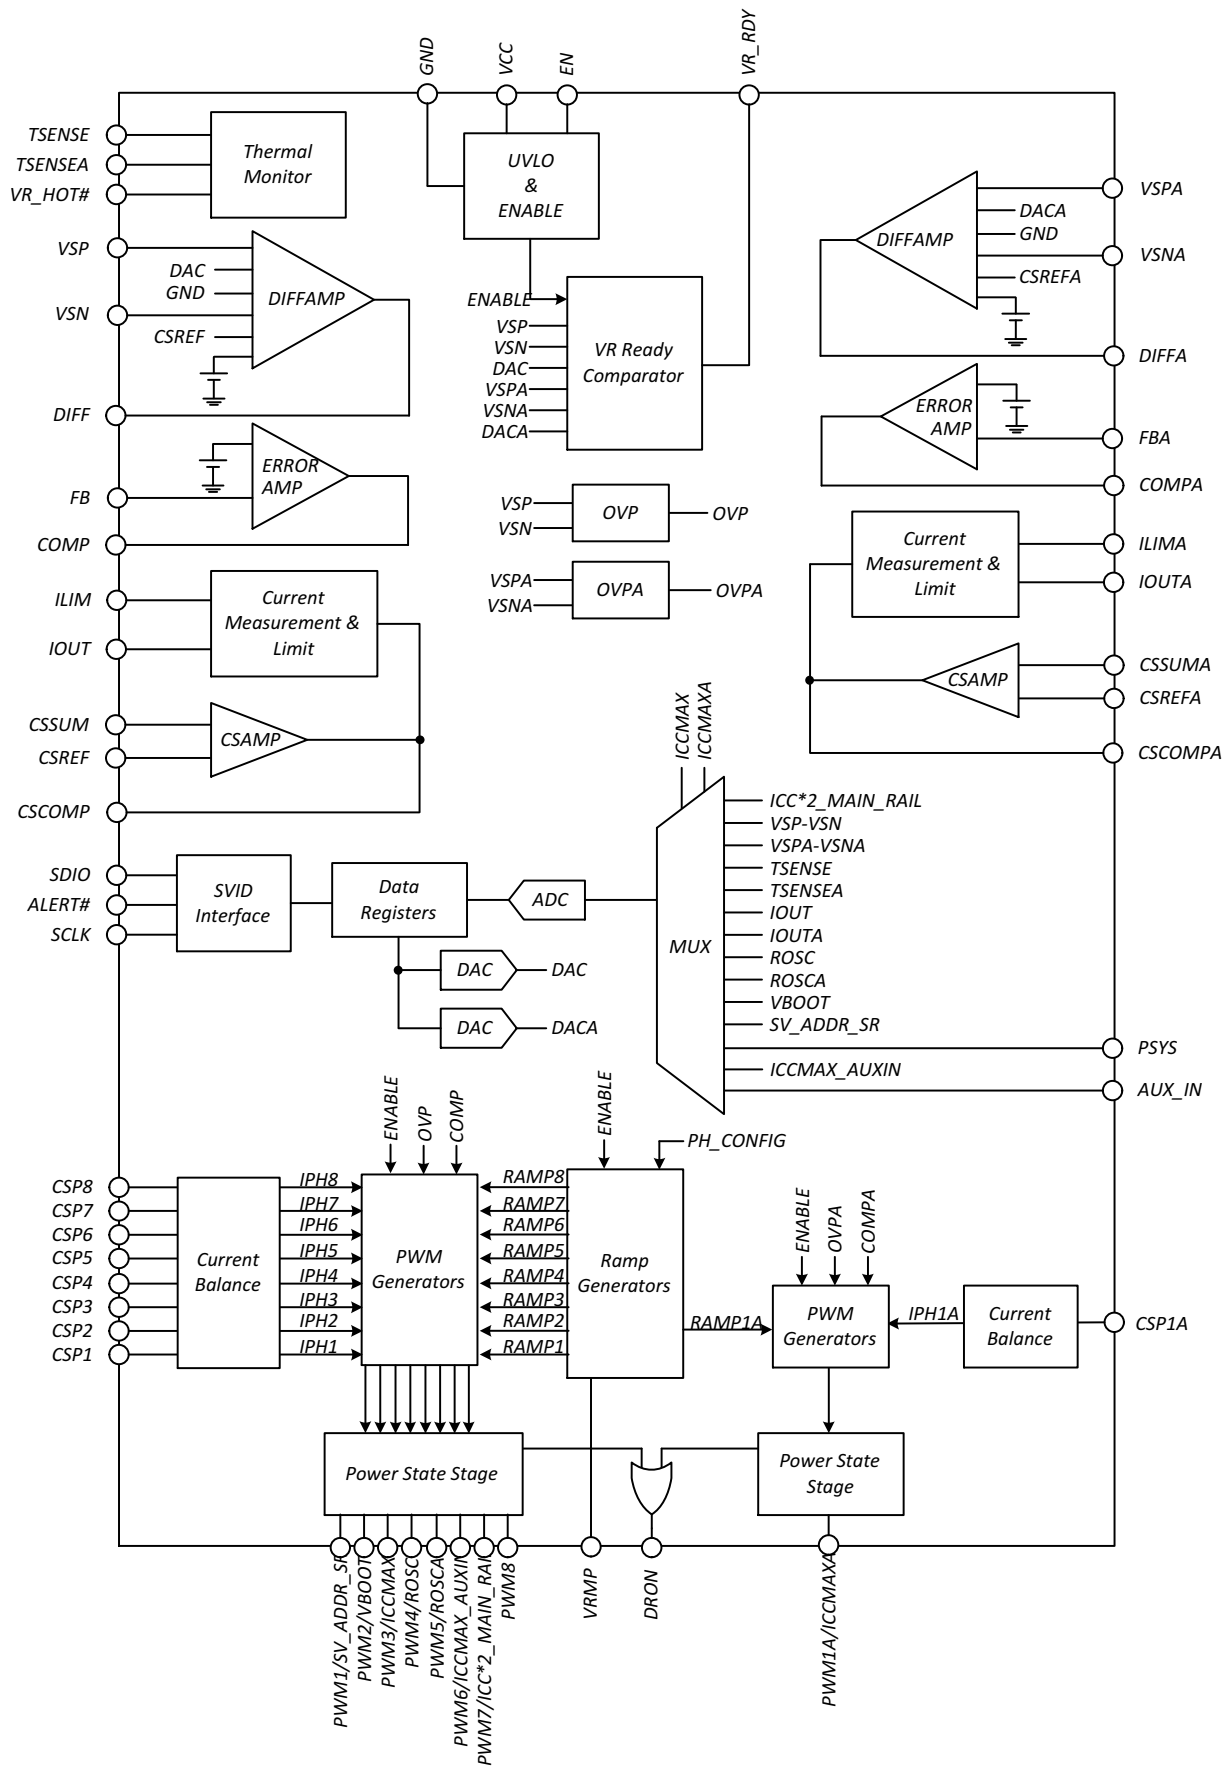 GND
VCC
EN
VR_RDY
TSENSE
TSENSEA
VR_HOT#
Thermal
Monitor
UVLO
&
ENABLE
VSP
DAC
GND
VSN
CSREF
DIFFAMP
DIFF
ENABLE
VSP
VSN
DAC
VSPA
VSNA
DACA
VR Ready
Comparator
DIFFAMP
VSPA
DACA
GND
VSNA
CSREFA
DIFFA
ERROR
AMP
FB
COMP
ERROR
AMP
FBA
COMPA
VSP
VSN
OVP
OVP
VSPA
VSNA
OVPA
OVPA
ILIM
IOUT
Current
Measurement &
Limit
Current
Measurement &
Limit
ILIMA
IOUTA
CSSUM
CSREF
CSAMP
CSCOMP
CSAMP
CSSUMA
CSREFA
CSCOMPA
ICCMAX
ICCMAXA
SDIO
ALERT#
SCLK
SVID
Interface
Data
Registers
ADC
DAC
DAC
DAC
DACA
MUX
ICC*2_MAIN_RAIL
VSP-VSN
VSPA-VSNA
TSENSE
TSENSEA
IOUT
IOUTA
ROSC
ROSCA
VBOOT
SV_ADDR_SR
ICCMAX_AUXIN
PSYS
AUX_IN
ENABLE
OVP
COMP
ENABLE
PH_CONFIG
CSP8
CSP7
CSP6
CSP5
CSP4
CSP3
CSP2
CSP1
Current
Balance
IPH8
IPH7
IPH6
IPH5
IPH4
IPH3
IPH2
IPH1
PWM
Generators
RAMP8
RAMP7
RAMP6
RAMP5
RAMP4
RAMP3
RAMP2
RAMP1
Ramp
Generators
RAMP1A
ENABLE
OVPA
COMPA
PWM
Generators
IPH1A
Current
Balance
CSP1A
Power State Stage
Power State
Stage
PWM1/SV_ADDR_SR
PWM2/VBOOT
PWM3/ICCMAX
PWM4/ROSC
PWM5/ROSCA
PWM6/ICCMAX_AUXIN
PWM7/ICC*2_MAIN_RAIL
PWM8
VRMP
DRON
PWM1A/ICCMAXA